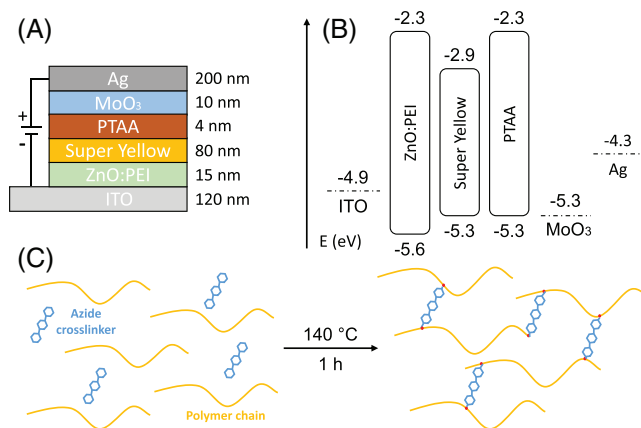 (A)
Ag 200 nm
MoO₃ 10 nm
PTAA 4 nm
Super Yellow 80 nm
ZnO:PEI 15 nm
ITO 120 nm
+
-
(B)
E (eV)
-4.9
ITO
-2.3
ZnO:PEI
-5.6
-2.9
Super Yellow
-5.3
-2.3
PTAA
-5.3
-5.3
MoO₃
-4.3
Ag
(C)
Azide
crosslinker
Polymer chain
140 °C
1 h